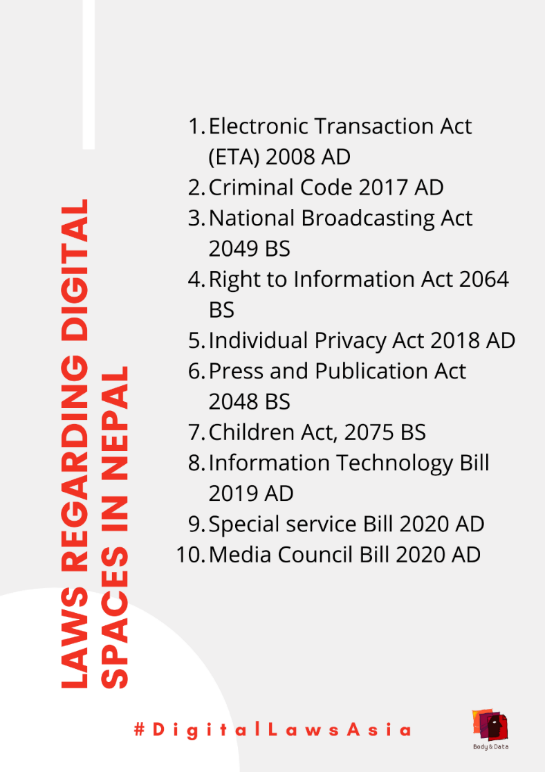 LAWS REGARDING DIGITAL
SPACES IN NEPAL
1. Electronic Transaction Act
(ETA) 2008 AD
2. Criminal Code 2017 AD
3. National Broadcasting Act
2049 BS
4. Right to Information Act 2064
BS
5. Individual Privacy Act 2018 AD
6. Press and Publication Act
2048 BS
7. Children Act, 2075 BS
8. Information Technology Bill
2019 AD
9. Special service Bill 2020 AD
10. Media Council Bill 2020 AD
#DigitalLawsAsia
Body & Data